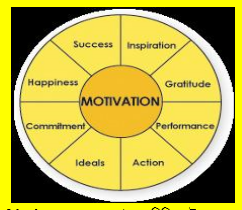 Success
Inspiration
Happiness
Gratitude
MOTIVATION
Commitment
Performance
Ideals
Action